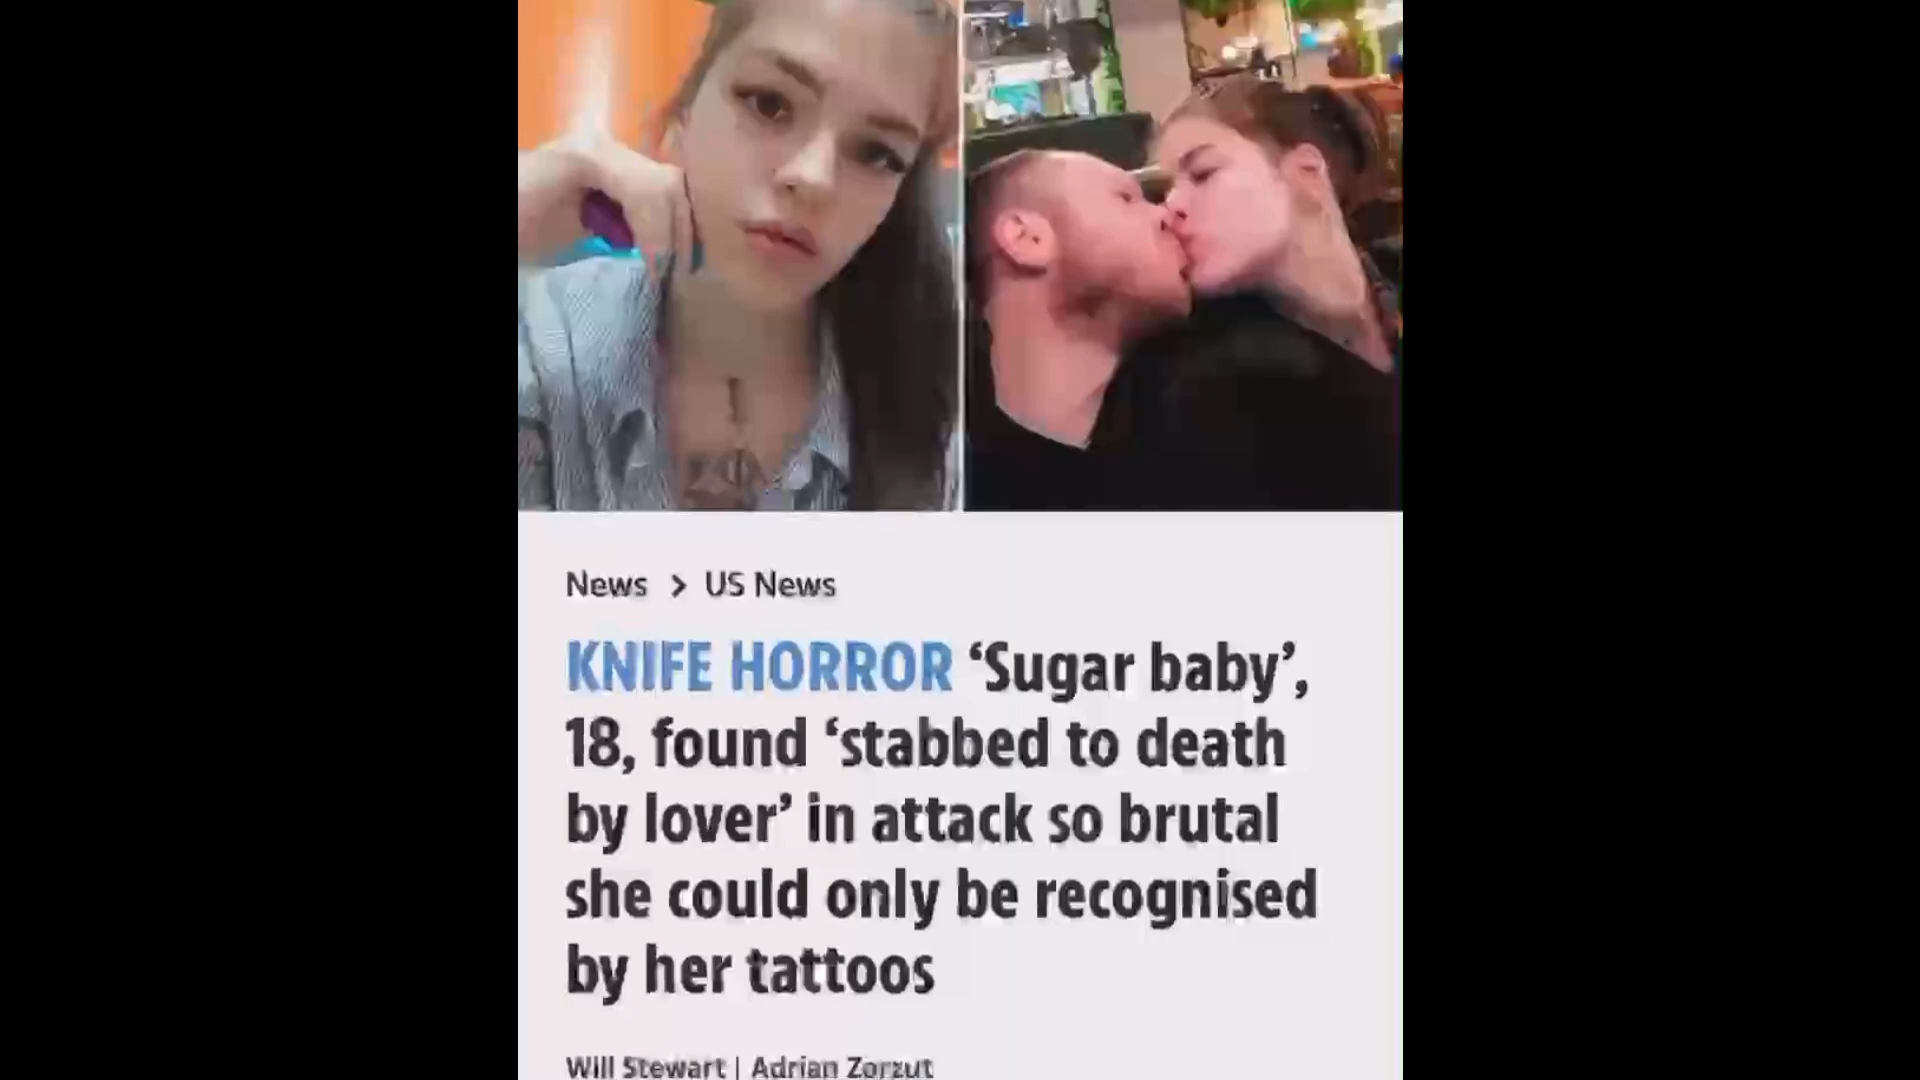 News > US News
KNIFE HORROR ‘Sugar baby’,
18, found ‘stabbed to death
by lover’ in attack so brutal
she could only be recognised
by her tattoos
Will Stewart | Adrian Zorzut